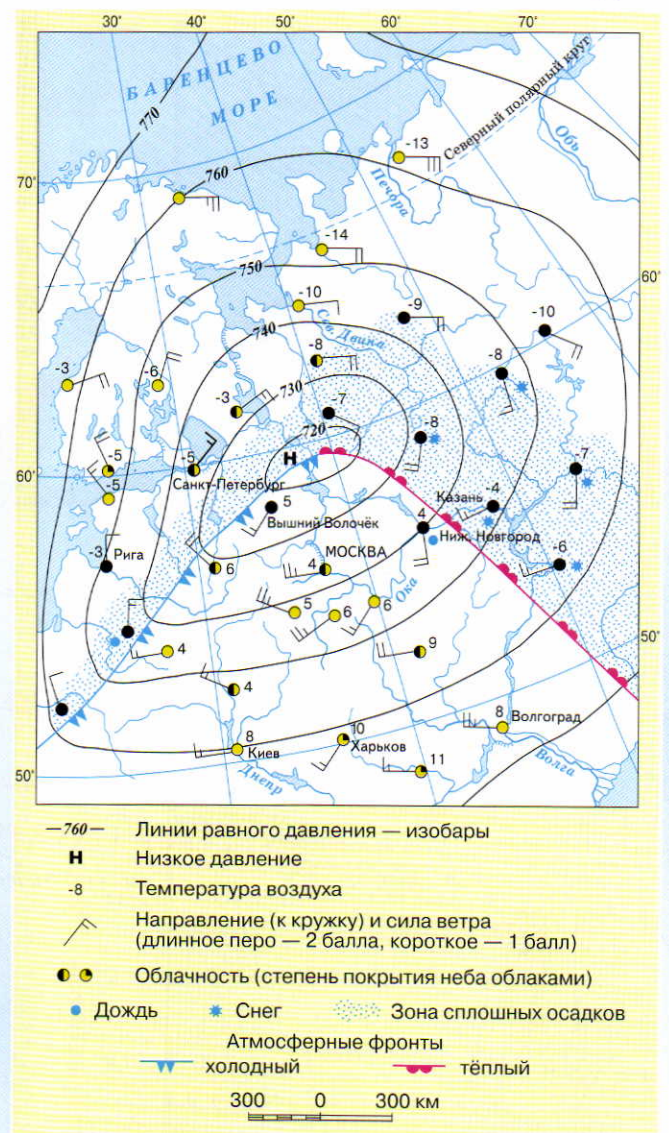 30' 40' 50' 60' 70'
БАРЕНЦЕВО
МОРЕ
770
Северный полярный круг
Обь
-13
760
Печора
70'
-14
60'
750
-10
-9
-10
Сев. Двина
740
-8
-8
-3
-6
-3
730
-7
-8
720
-7
-5
-5
Н
60'
Санкт-Петербург
-5
5
Казань
-4
Вышний Волочёк
4
Ниж. Новгород
-3
Рига
6
МОСКВА
4
-6
Ока
5
6
6
50'
4
9
4
8
Волгоград
10
8
Киев
Харьков
11
50'
Днепр
Волга
—760— Линии равного давления — изобары
Н Низкое давление
-8 Температура воздуха
Направление (к кружку) и сила ветра
(длинное перо — 2 балла, короткое — 1 балл)
Облачность (степень покрытия неба облаками)
Дождь Снег Зона сплошных осадков
Атмосферные фронты
холодный тёплый
300 0 300 км